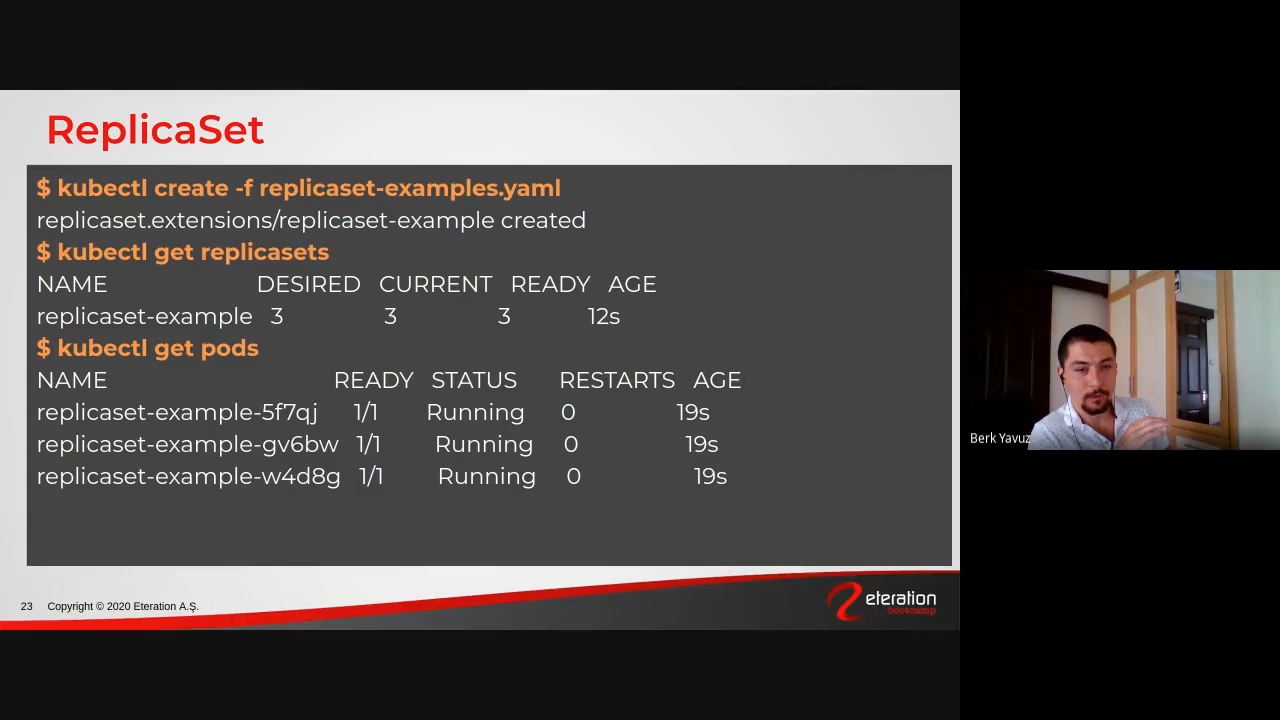 ReplicaSet
$ kubectl create -f replicaset-examples.yaml
replicaset.extensions/replicaset-example created
$ kubectl get replicasets
NAME DESIRED CURRENT READY AGE
replicaset-example 3 3 3 12s
$ kubectl get pods
NAME READY STATUS RESTARTS AGE
replicaset-example-5f7qj 1/1 Running 0 19s
replicaset-example-gv6bw 1/1 Running 0 19s
replicaset-example-w4d8g 1/1 Running 0 19s
23 Copyright © 2020 Eteration A.Ş.
eteration
bootcamp
Berk Yavuz